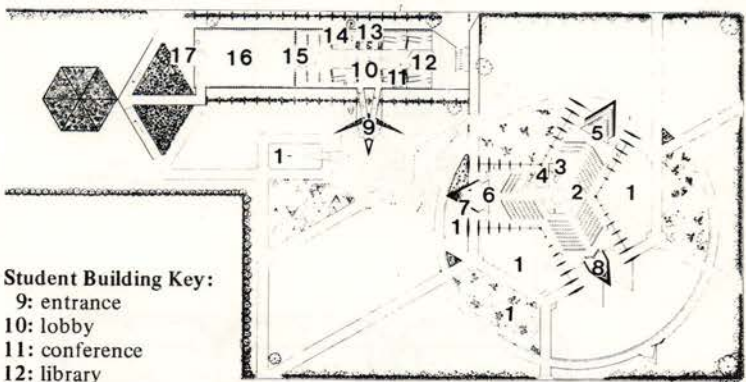 14 13
17 16 15 10 11 12
9
1
5
3
4
2 1
6
7
1
8
1
1
Student Building Key:
9: entrance
10: lobby
11: conference
12: library